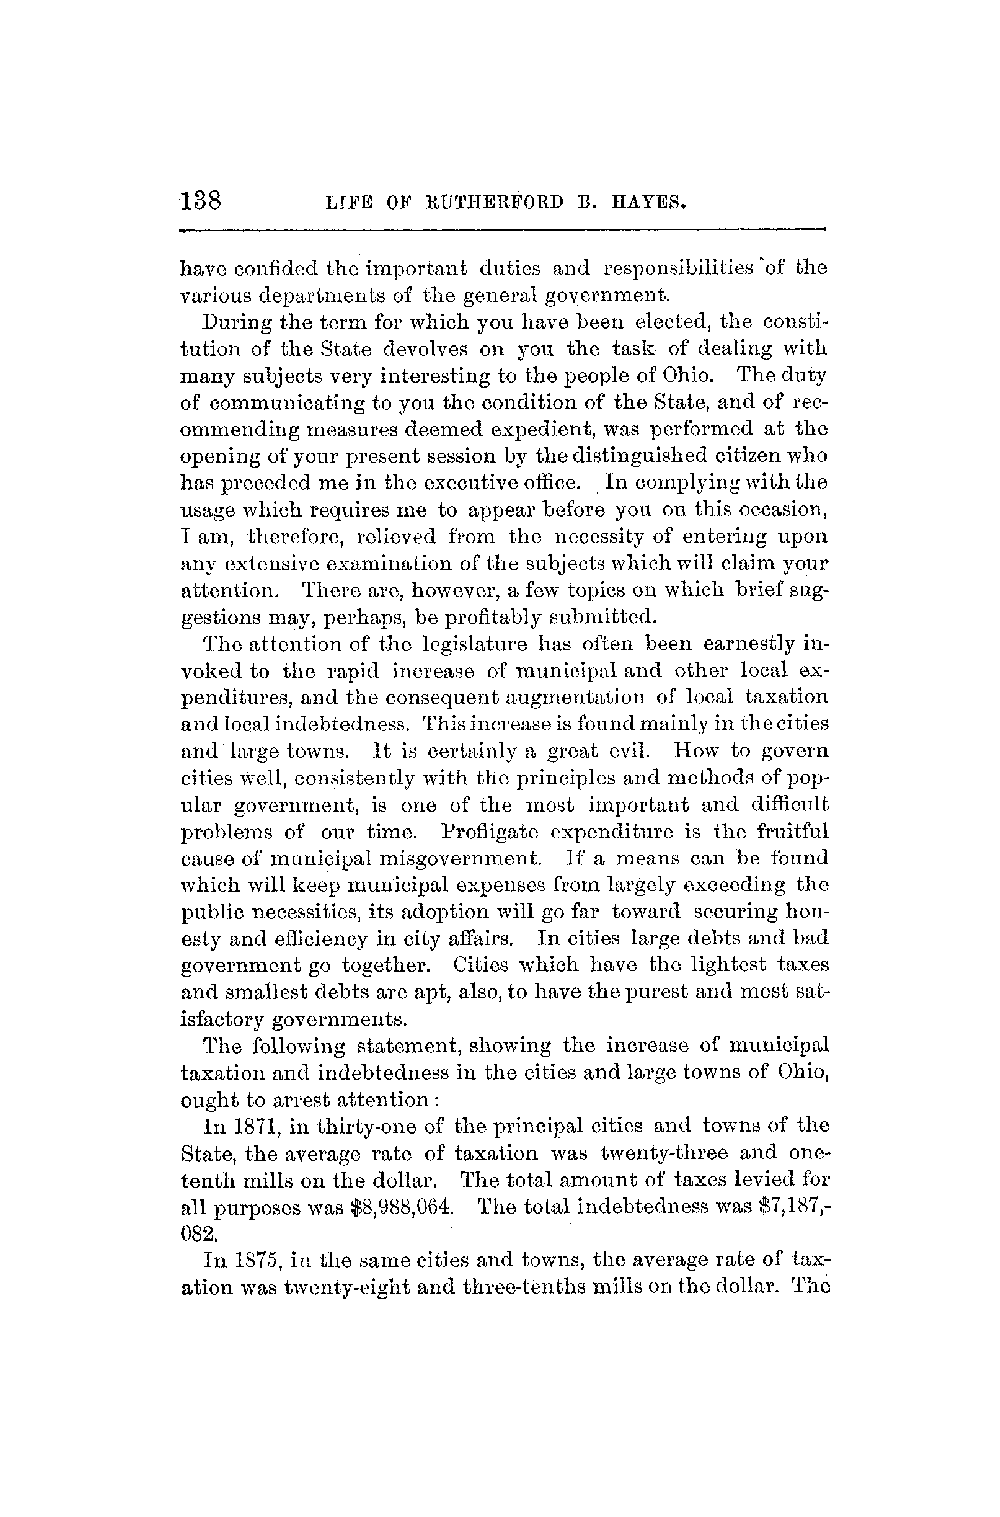 138 LIFE OF RUTHERFORD B. HAYES.
have confided the important duties and responsibilities of the
various departments of the general government.
During the term for which you have been elected, the consti-
tution of the State devolves on you the task of dealing with
many subjects very interesting to the people of Ohio. The duty
of communicating to you the condition of the State, and of rec-
ommending measures deemed expedient, was performed at the
opening of your present session by the distinguished citizen who
has preceded me in the executive office. In complying with the
usage which requires me to appear before you on this occasion,
I am, therefore, relieved from the necessity of entering upon
any extensive examination of the subjects which will claim your
attention. There are, however, a few topics on which brief sug-
gestions may, perhaps, be profitably submitted.
The attention of the legislature has often been earnestly in-
voked to the rapid increase of municipal and other local ex-
penditures, and the consequent augmentation of local taxation
and local indebtedness. This increase is found mainly in the cities
and large towns. It is certainly a great evil. How to govern
cities well, consistently with the principles and methods of pop-
ular government, is one of the most important and difficult
problems of our time. Profligate expenditure is the fruitful
cause of municipal misgovernment. If a means can be found
which will keep municipal expenses from largely exceeding the
public necessities, its adoption will go far toward securing hon-
esty and efficiency in city affairs. In cities large debts and bad
government go together. Cities which have the lightest taxes
and smallest debts are apt, also, to have the purest and most sat-
isfactory governments.
The following statement, showing the increase of municipal
taxation and indebtedness in the cities and large towns of Ohio,
ought to arrest attention:
In 1871, in thirty-one of the principal cities and towns of the
State, the average rate of taxation was twenty-three and one-
tenth mills on the dollar. The total amount of taxes levied for
all purposes was $8,988,064. The total indebtedness was $7,187,-
082.
In 1875, in the same cities and towns, the average rate of tax-
ation was twenty-eight and three-tenths mills on the dollar. The